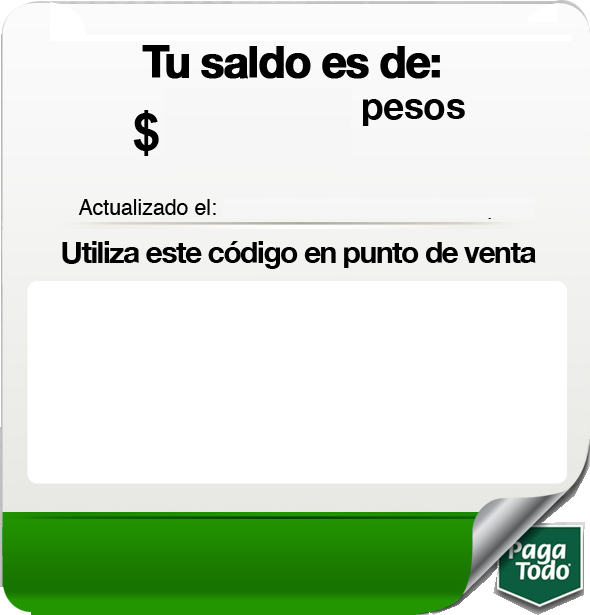 Tu saldo es de:
pesos
$
Actualizado el:
Utiliza este código en punto de venta
Paga
Todo